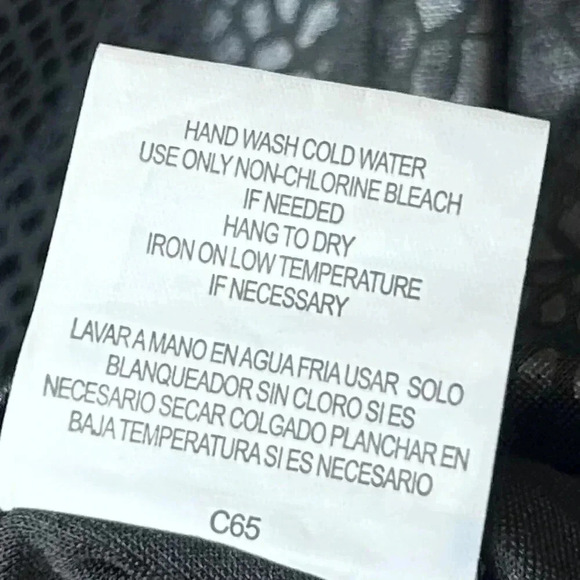 HAND WASH COLD WATER
USE ONLY NON-CHLORINE BLEACH
IF NEEDED
HANG TO DRY
IRON ON LOW TEMPERATURE
IF NECESSARY
LAVAR A MANO EN AGUA FRIA USAR SOLO
BLANQUEADOR SIN CLORO SI ES
NECESARIO SECAR COLGADO PLANCHAR EN
BAJA TEMPERATURA SI ES NECESARIO
C65